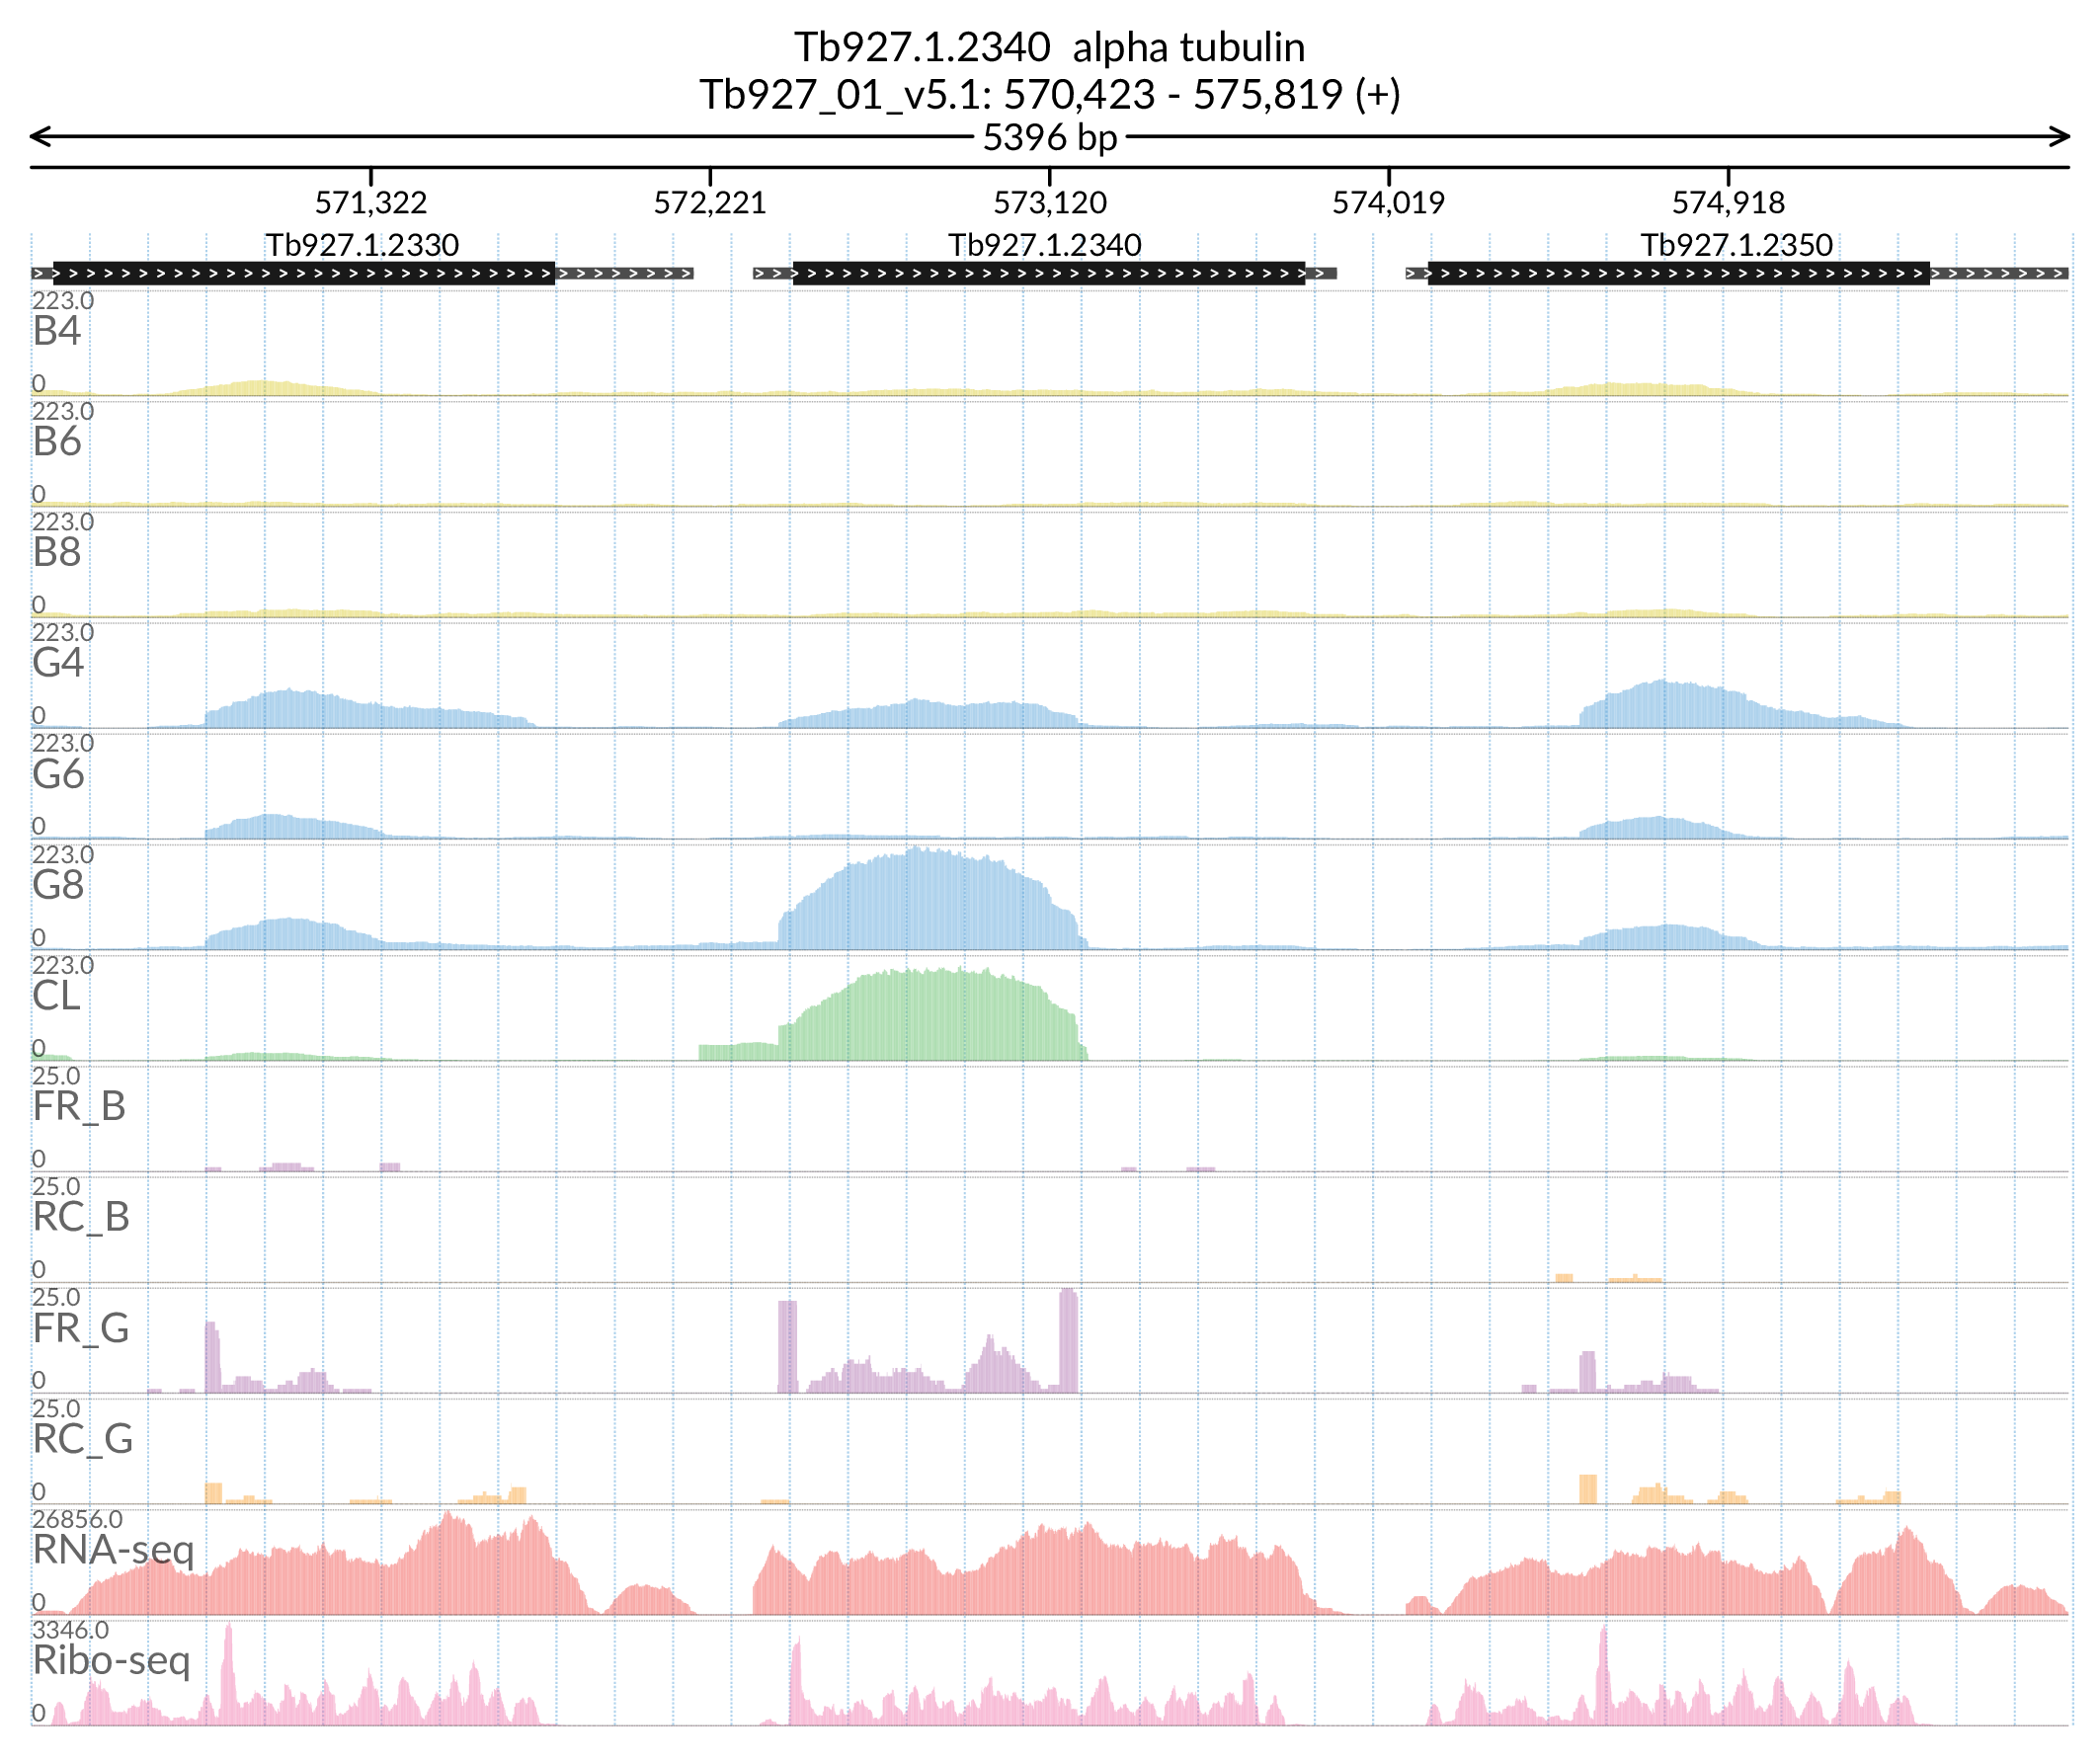 Tb927.1.2340 alpha tubulin
Tb927_01_v5.1: 570,423 - 575,819 (+)
5396 bp
571,322 572,221 573,120 574,019 574,918
Tb927.1.2330 Tb927.1.2340 Tb927.1.2350
223.0
B4
0
223.0
B6
0
223.0
B8
0
223.0
G4
0
223.0
G6
0
223.0
G8
0
223.0
CL
0
25.0
FR_B
0
25.0
RC_B
0
25.0
FR_G
0
25.0
RC_G
0
26856.0
RNA-seq
0
3346.0
Ribo-seq
0